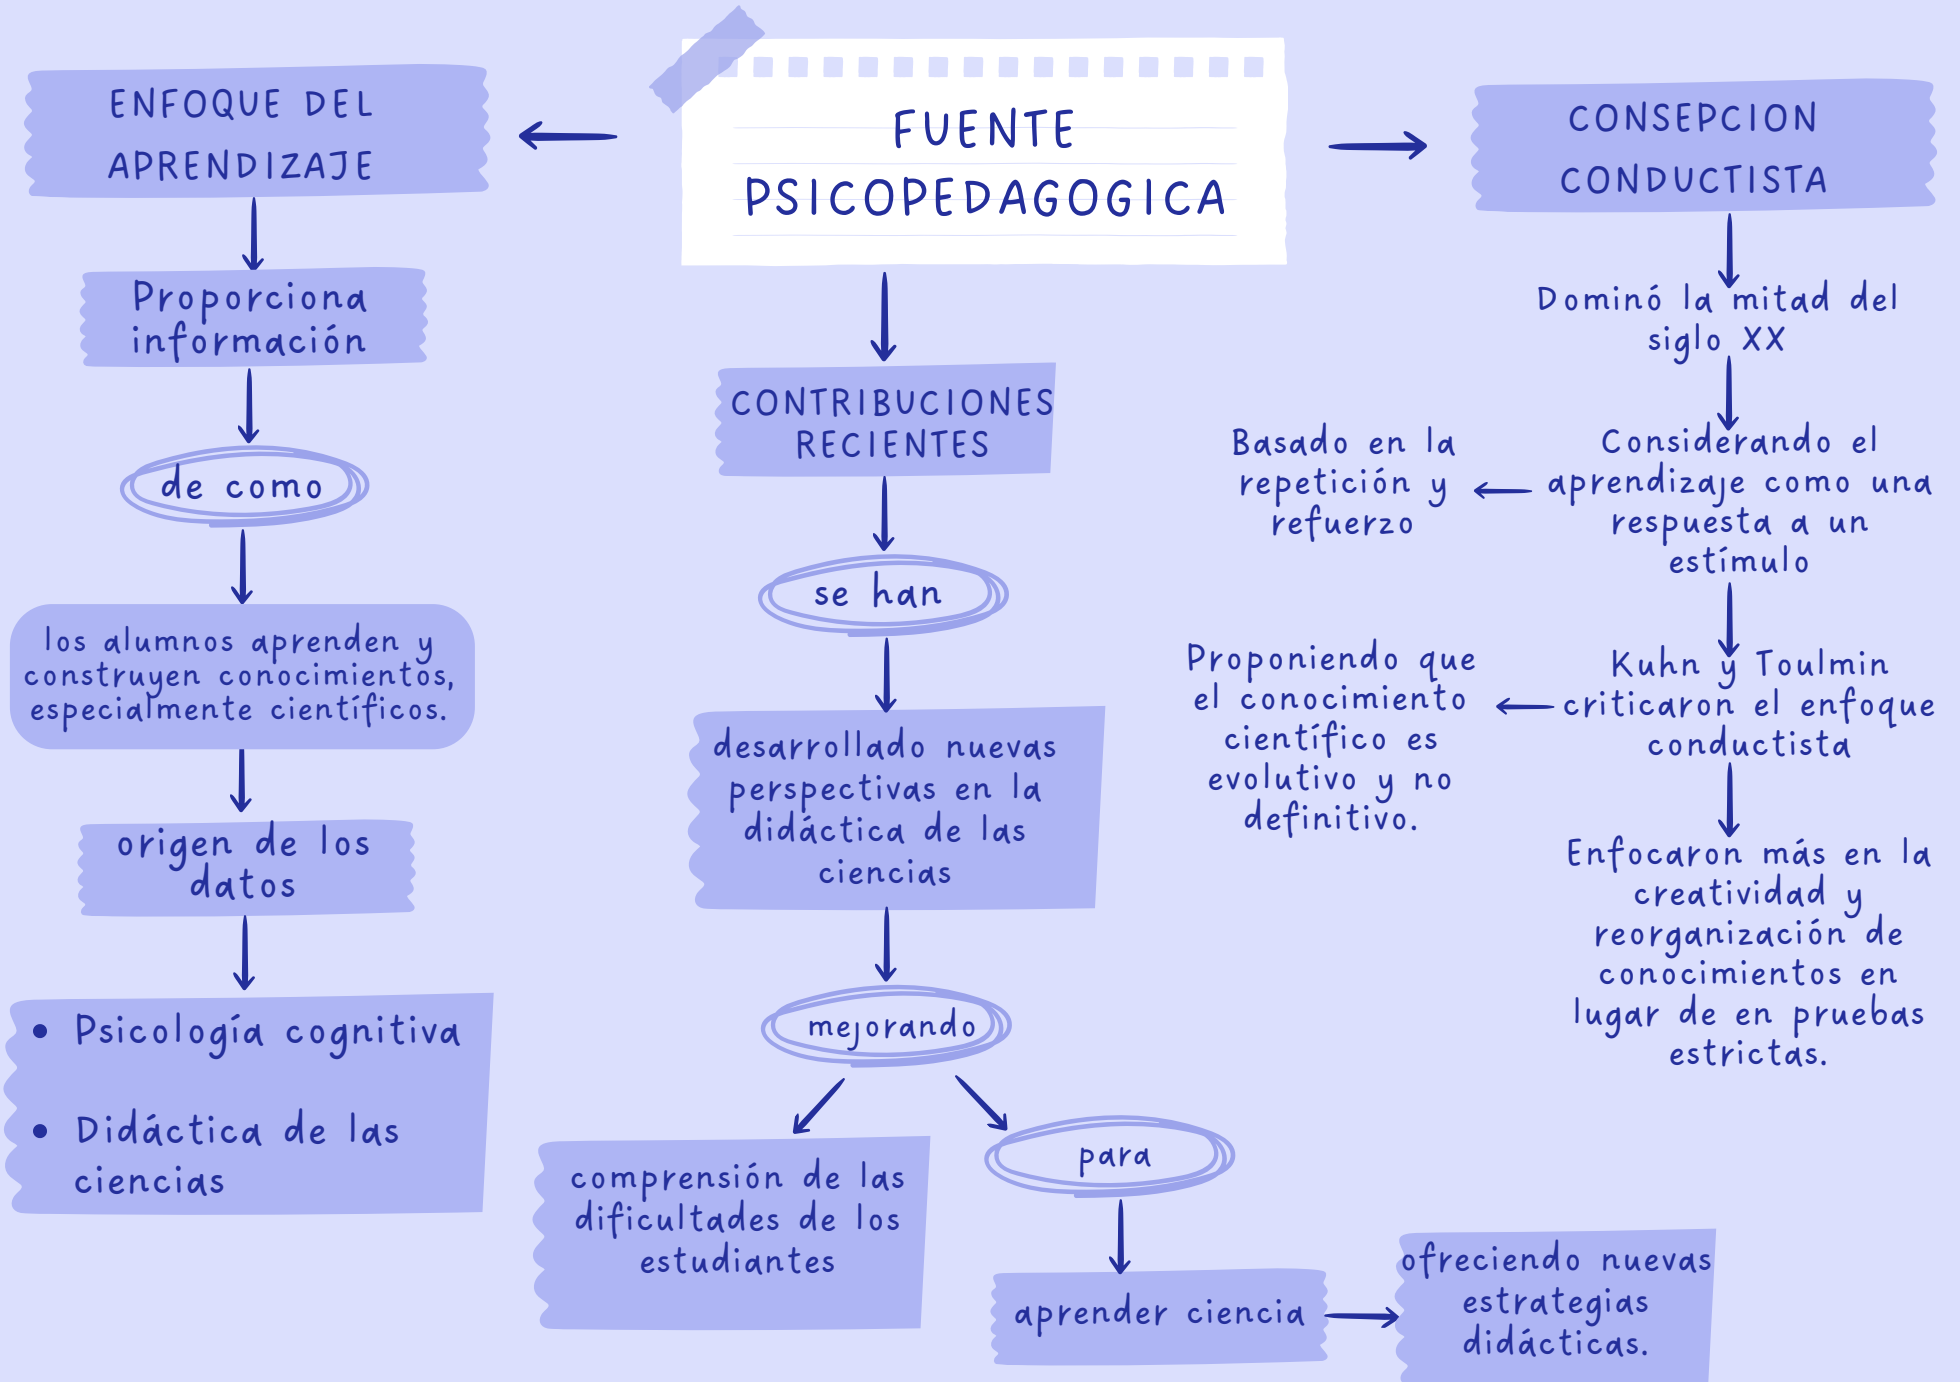 FUENTE
PSICOPEDAGOGICA
ENFOQUE DEL
APRENDIZAJE
Proporciona
información
de como
los alumnos aprenden y
construyen conocimientos,
especialmente científicos.
origen de los
datos
• Psicología cognitiva
• Didáctica de las
ciencias
CONTRIBUCIONES
RECIENTES
se han
desarrollado nuevas
perspectivas en la
didáctica de las
ciencias
mejorando
comprensión de las
dificultades de los
estudiantes
para
aprender ciencia
ofreciendo nuevas
estrategias
didácticas.
CONSEPCION
CONDUCTISTA
Dominó la mitad del
siglo XX
Considerando el
aprendizaje como una
respuesta a un
estímulo
Basado en la
repetición y
refuerzo
Kuhn y Toulmin
criticaron el enfoque
conductista
Proponiendo que
el conocimiento
científico es
evolutivo y no
definitivo.
Enfocaron más en la
creatividad y
reorganización de
conocimientos en
lugar de en pruebas
estrictas.